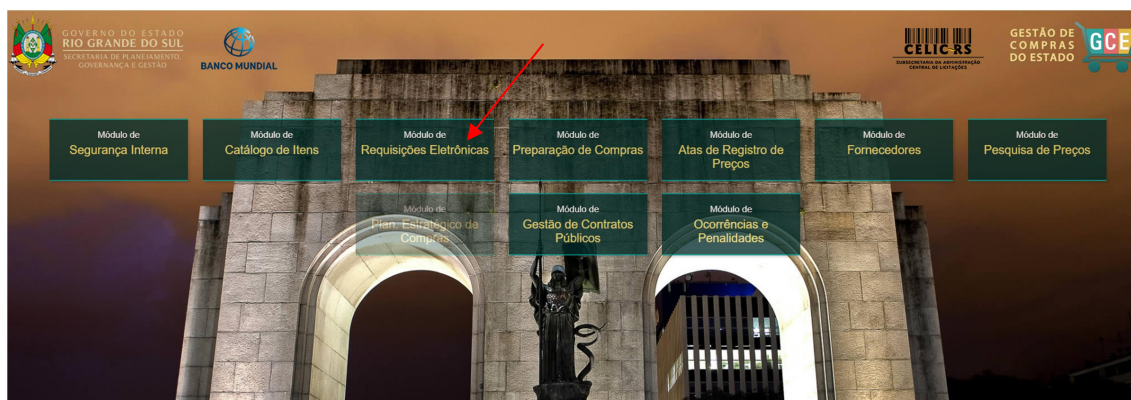 GOVERNO DO ESTADO
RIO GRANDE DO SUL
SECRETARIA DE PLANEJAMENTO,
GOVERNANÇA E GESTÃO
BANCO MUNDIAL
CELIC RS
SUBSECRETARIA DA ADMINISTRAÇÃO
CENTRAL DE LICITAÇÕES
GESTÃO DE
COMPRAS
DO ESTADO
GCE
Módulo de
Segurança Interna
Módulo de
Catálogo de Itens
Módulo de
Requisições Eletrônicas
Módulo de
Preparação de Compras
Módulo de
Atas de Registro de
Preços
Módulo de
Fornecedores
Módulo de
Pesquisa de Preços
Módulo de
Plan. Estratégico de
Compras
Módulo de
Gestão de Contratos
Públicos
Módulo de
Ocorrências e
Penalidades